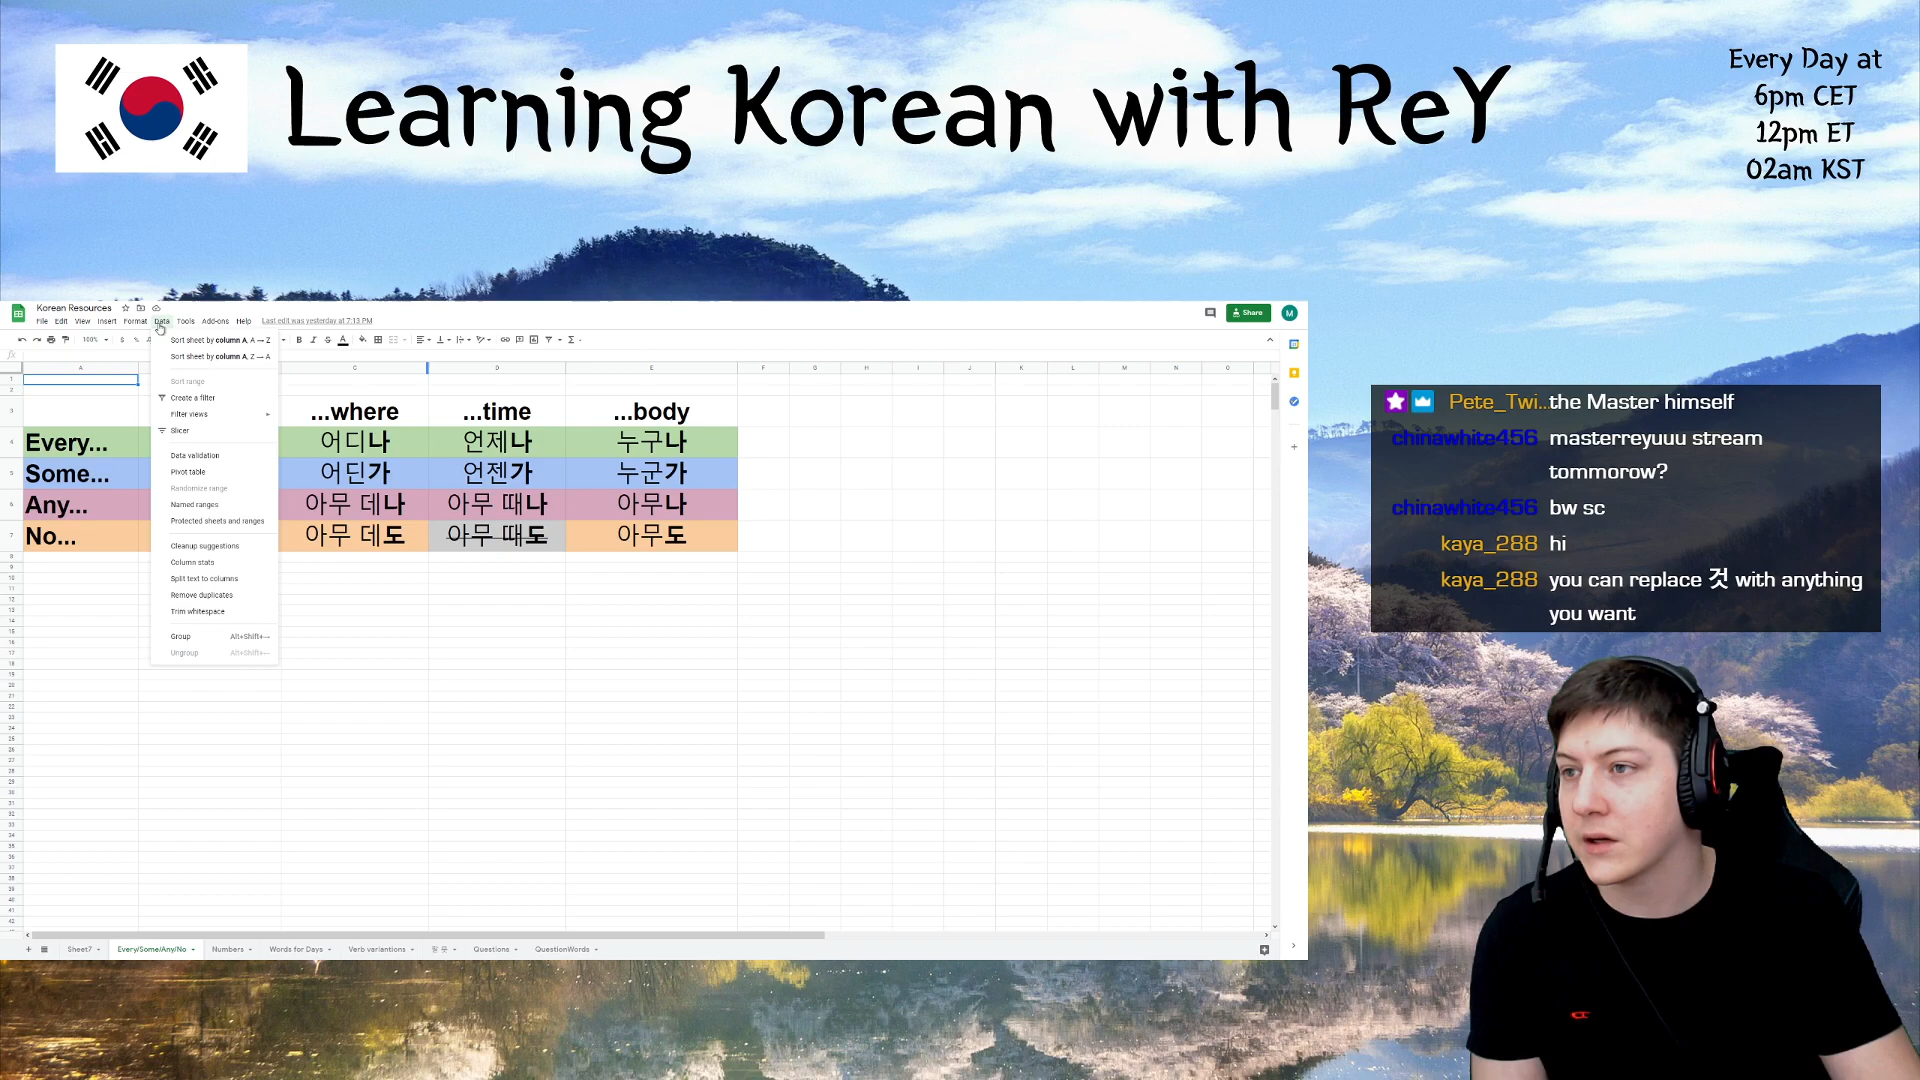 Learning Korean with ReY
Every Day at
6pm CET
12pm ET
02am KST
Korean Resources
File Edit View Insert Format Data Tools Add-ons Help Last edit was yesterday at 7:13 PM
Share
M
100%
Sort sheet by column A, A → Z
Sort sheet by column A, Z → A
Sort range
Create a filter
Filter views
Slicer
Data validation
Pivot table
Randomize range
Named ranges
Protected sheets and ranges
Cleanup suggestions
Column stats
Split text to columns
Remove duplicates
Trim whitespace
Group Alt+Shift+→
Ungroup Alt+Shift+←
A C D E F G H I J K L M N O
...where ...time ...body
Every... 어디나 언제나 누구나
Some... 어딘가 언젠가 누군가
Any... 아무 데나 아무 때나 아무나
No... 아무 데도 아무 때도 아무도
Sheet7 Every/Some/Any/No Numbers Words for Days Verb variantions 팔 못 Questions QuestionWords
Pete_Twi... the Master himself
chinawhite456 masterreyuuu stream
tommorow?
chinawhite456 bw sc
kaya_288 hi
kaya_288 you can replace 것 with anything
you want